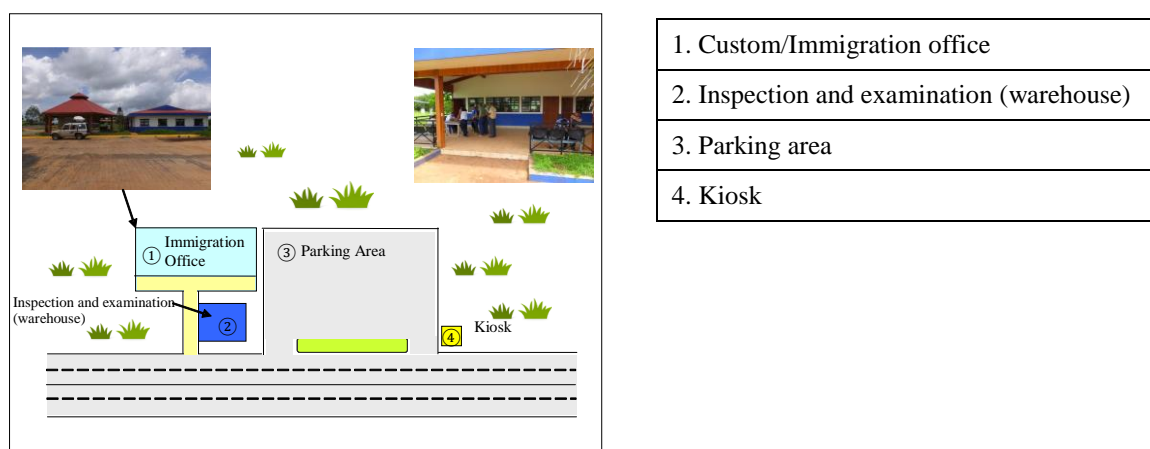 ① Immigration
Office
③ Parking Area
Inspection and examination
(warehouse)
②
④
Kiosk
1. Custom/Immigration office
2. Inspection and examination (warehouse)
3. Parking area
4. Kiosk